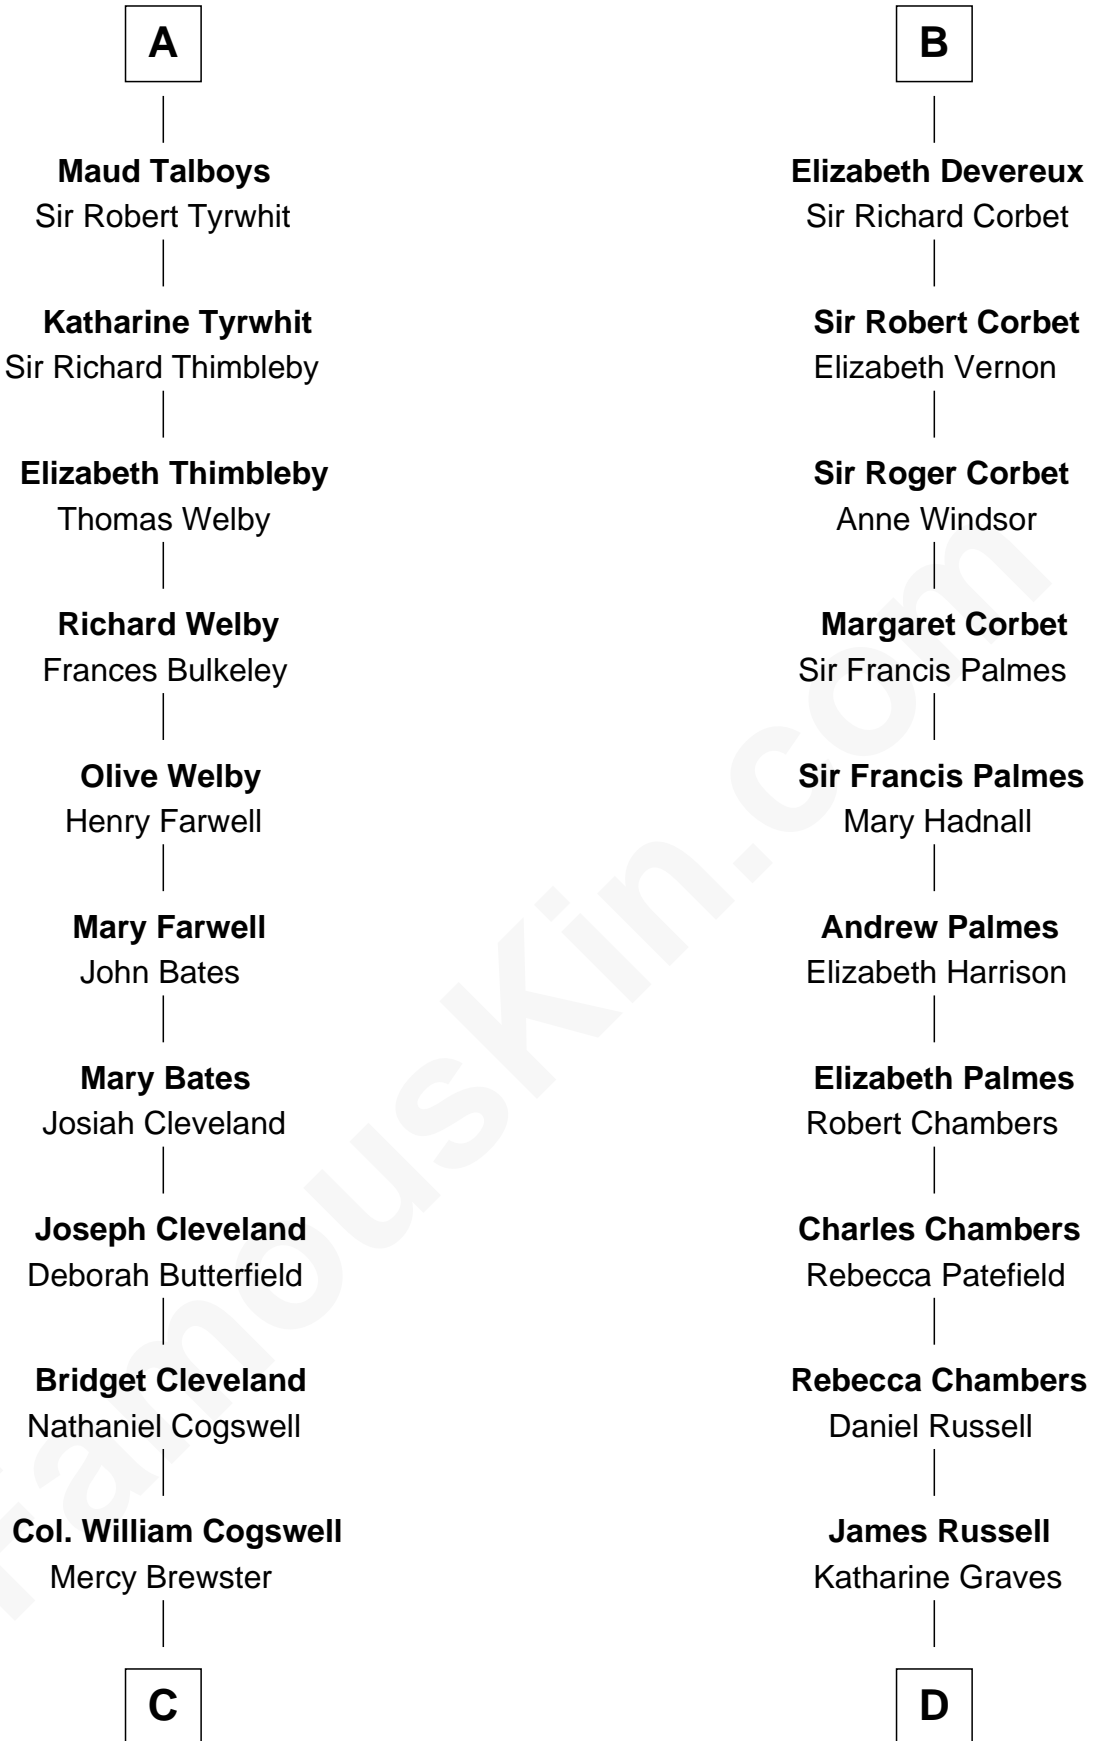 A
Maud Talboys
Sir Robert Tyrwhit
Katharine Tyrwhit
Sir Richard Thimbleby
Elizabeth Thimbleby
Thomas Welby
Richard Welby
Frances Bulkeley
Olive Welby
Henry Farwell
Mary Farwell
John Bates
Mary Bates
Josiah Cleveland
Joseph Cleveland
Deborah Butterfield
Bridget Cleveland
Nathaniel Cogswell
Col. William Cogswell
Mercy Brewster
C
B
Elizabeth Devereux
Sir Richard Corbet
Sir Robert Corbet
Elizabeth Vernon
Sir Roger Corbet
Anne Windsor
Margaret Corbet
Sir Francis Palmes
Sir Francis Palmes
Mary Hadnall
Andrew Palmes
Elizabeth Harrison
Elizabeth Palmes
Robert Chambers
Charles Chambers
Rebecca Patefield
Rebecca Chambers
Daniel Russell
James Russell
Katharine Graves
D
FamousKin.com